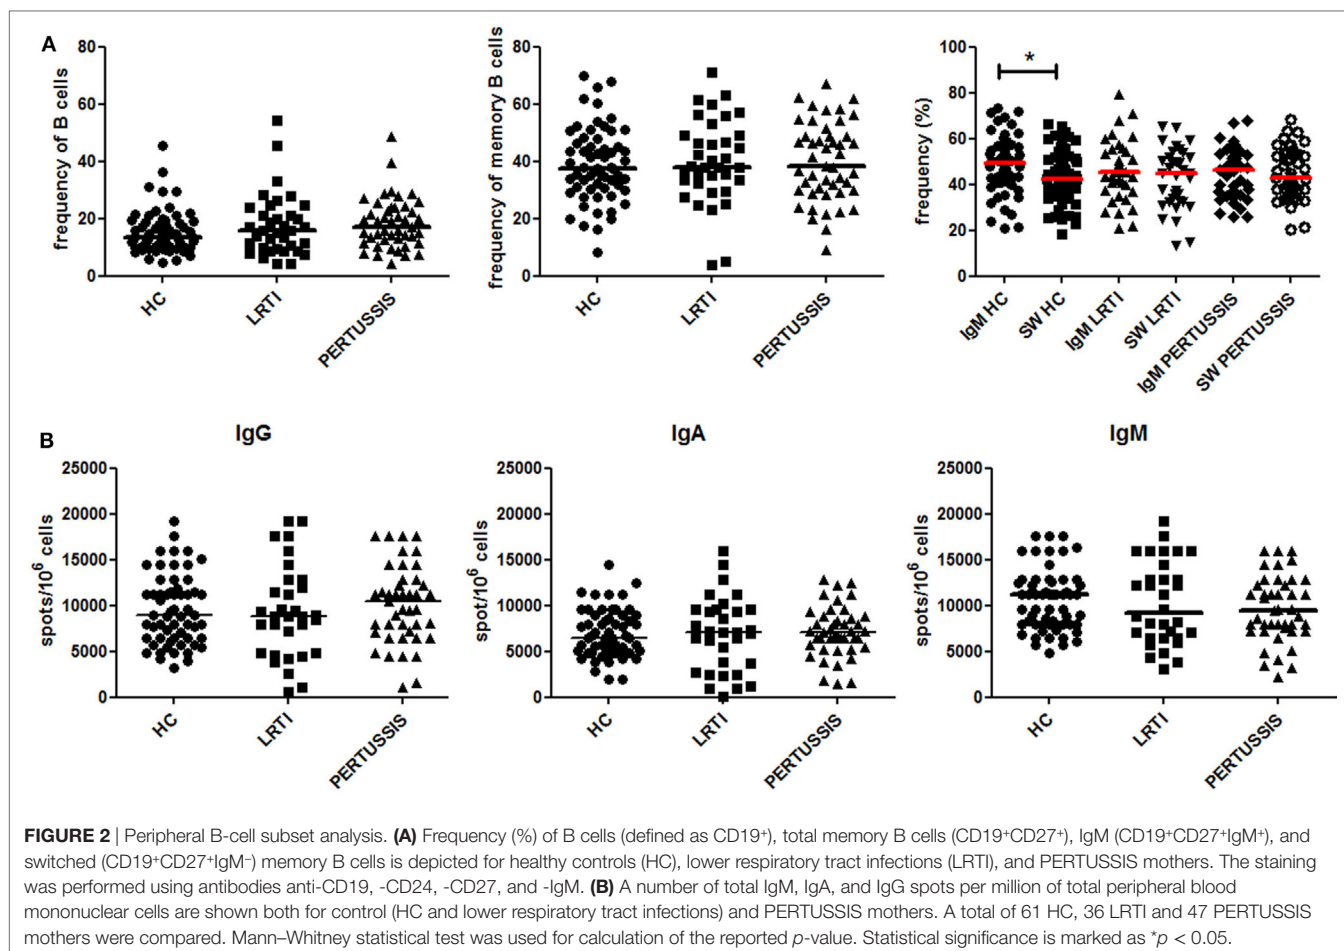 A
frequency of B cells
80
60
40
20
0
HC
LRTI
PERTUSSIS
frequency of memory B cells
80
60
40
20
0
HC
LRTI
PERTUSSIS
frequency (%)
100
80
60
40
20
0
*
IgM HC
SW HC
IgM LRTI
SW LRTI
IgM PERTUSSIS
SW PERTUSSIS
B
IgG
spots/10⁶ cells
25000
20000
15000
10000
5000
0
HC
LRTI
PERTUSSIS
IgA
spot/10⁶ cells
25000
20000
15000
10000
5000
0
HC
LRTI
PERTUSSIS
IgM
spots/10⁶ cells
25000
20000
15000
10000
5000
0
HC
LRTI
PERTUSSIS
FIGURE 2 | Peripheral B-cell subset analysis. (A) Frequency (%) of B cells (defined as CD19⁺), total memory B cells (CD19⁺CD27⁺), IgM (CD19⁺CD27⁺IgM⁺), and
switched (CD19⁺CD27⁺IgM⁻) memory B cells is depicted for healthy controls (HC), lower respiratory tract infections (LRTI), and PERTUSSIS mothers. The staining
was performed using antibodies anti-CD19, -CD24, -CD27, and -IgM. (B) A number of total IgM, IgA, and IgG spots per million of total peripheral blood
mononuclear cells are shown both for control (HC and lower respiratory tract infections) and PERTUSSIS mothers. A total of 61 HC, 36 LRTI and 47 PERTUSSIS
mothers were compared. Mann–Whitney statistical test was used for calculation of the reported p-value. Statistical significance is marked as *p < 0.05.